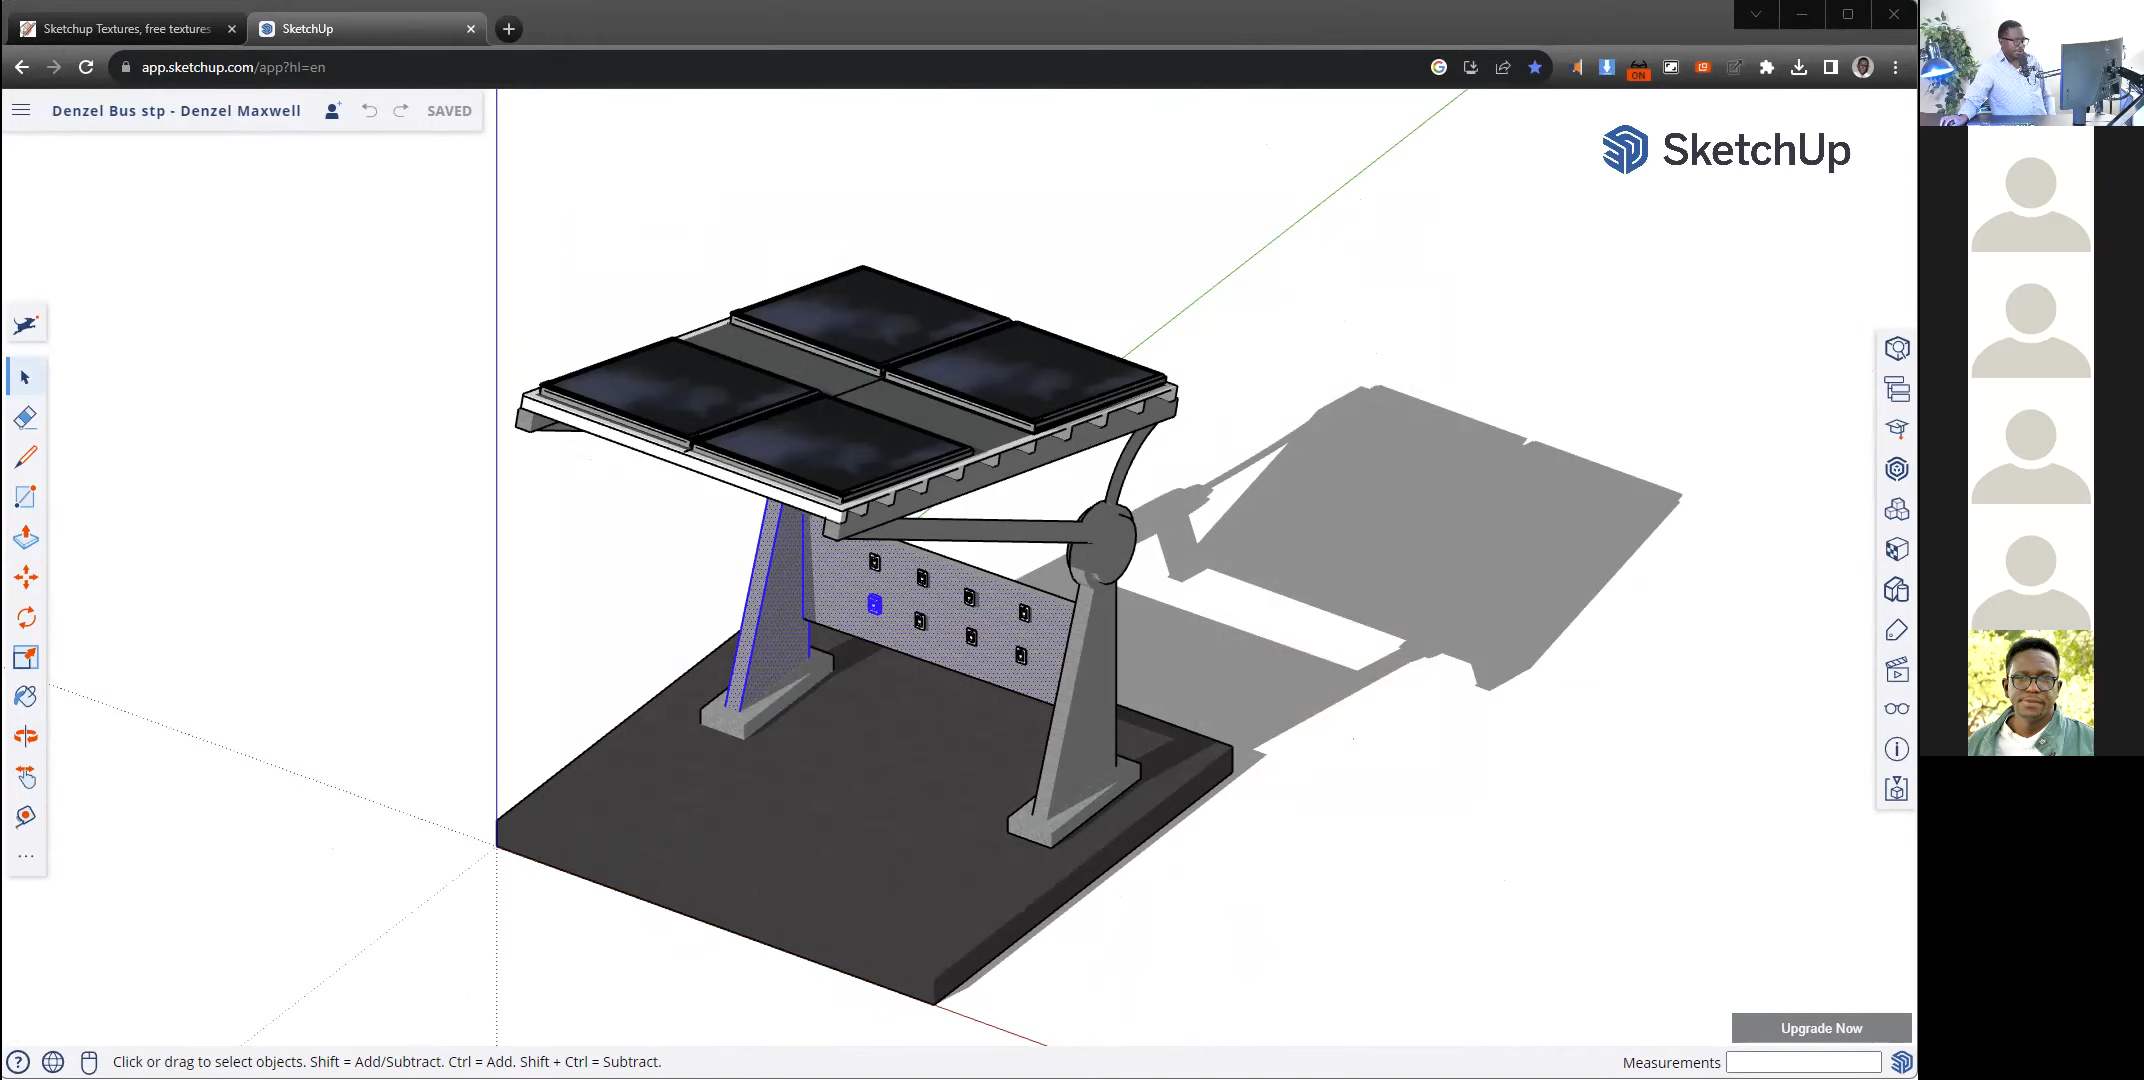 Sketchup Textures, free textures
SketchUp
app.sketchup.com/app?hl=en
ON
Denzel Bus stp - Denzel Maxwell
SAVED
SketchUp
Upgrade Now
Click or drag to select objects. Shift = Add/Subtract. Ctrl = Add. Shift + Ctrl = Subtract.
Measurements